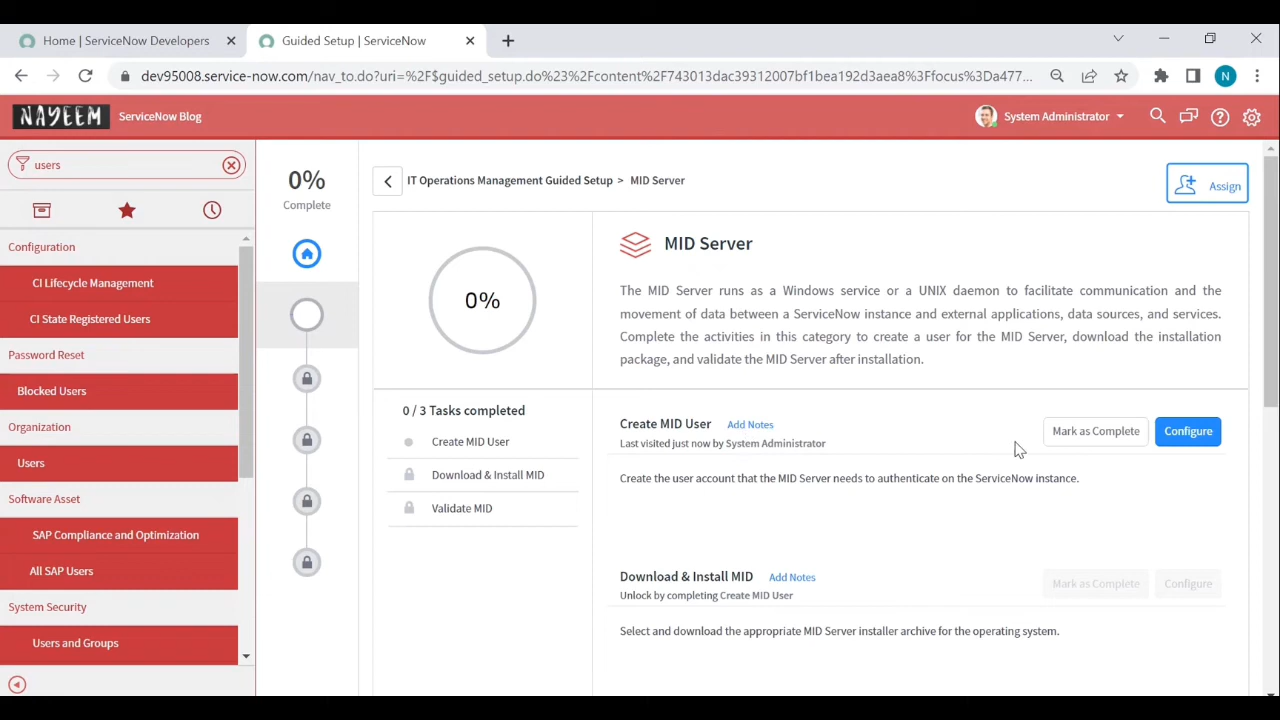 Home | ServiceNow Developers
Guided Setup | ServiceNow
dev95008.service-now.com/nav_to.do?uri=%2F$guided_setup.do%23%2Fcontent%2F743013dac39312007bf1bea192d3aea8%3Ffocus%3Da477...
N
NAYEEM
ServiceNow Blog
System Administrator
users
Configuration
CI Lifecycle Management
CI State Registered Users
Password Reset
Blocked Users
Organization
Users
Software Asset
SAP Compliance and Optimization
All SAP Users
System Security
Users and Groups
0%
Complete
IT Operations Management Guided Setup > MID Server
Assign
0%
MID Server
The MID Server runs as a Windows service or a UNIX daemon to facilitate communication and the
movement of data between a ServiceNow instance and external applications, data sources, and services.
Complete the activities in this category to create a user for the MID Server, download the installation
package, and validate the MID Server after installation.
0 / 3 Tasks completed
Create MID User
Download & Install MID
Validate MID
Create MID User Add Notes
Last visited just now by System Administrator
Mark as Complete
Configure
Create the user account that the MID Server needs to authenticate on the ServiceNow instance.
Download & Install MID Add Notes
Unlock by completing Create MID User
Mark as Complete
Configure
Select and download the appropriate MID Server installer archive for the operating system.